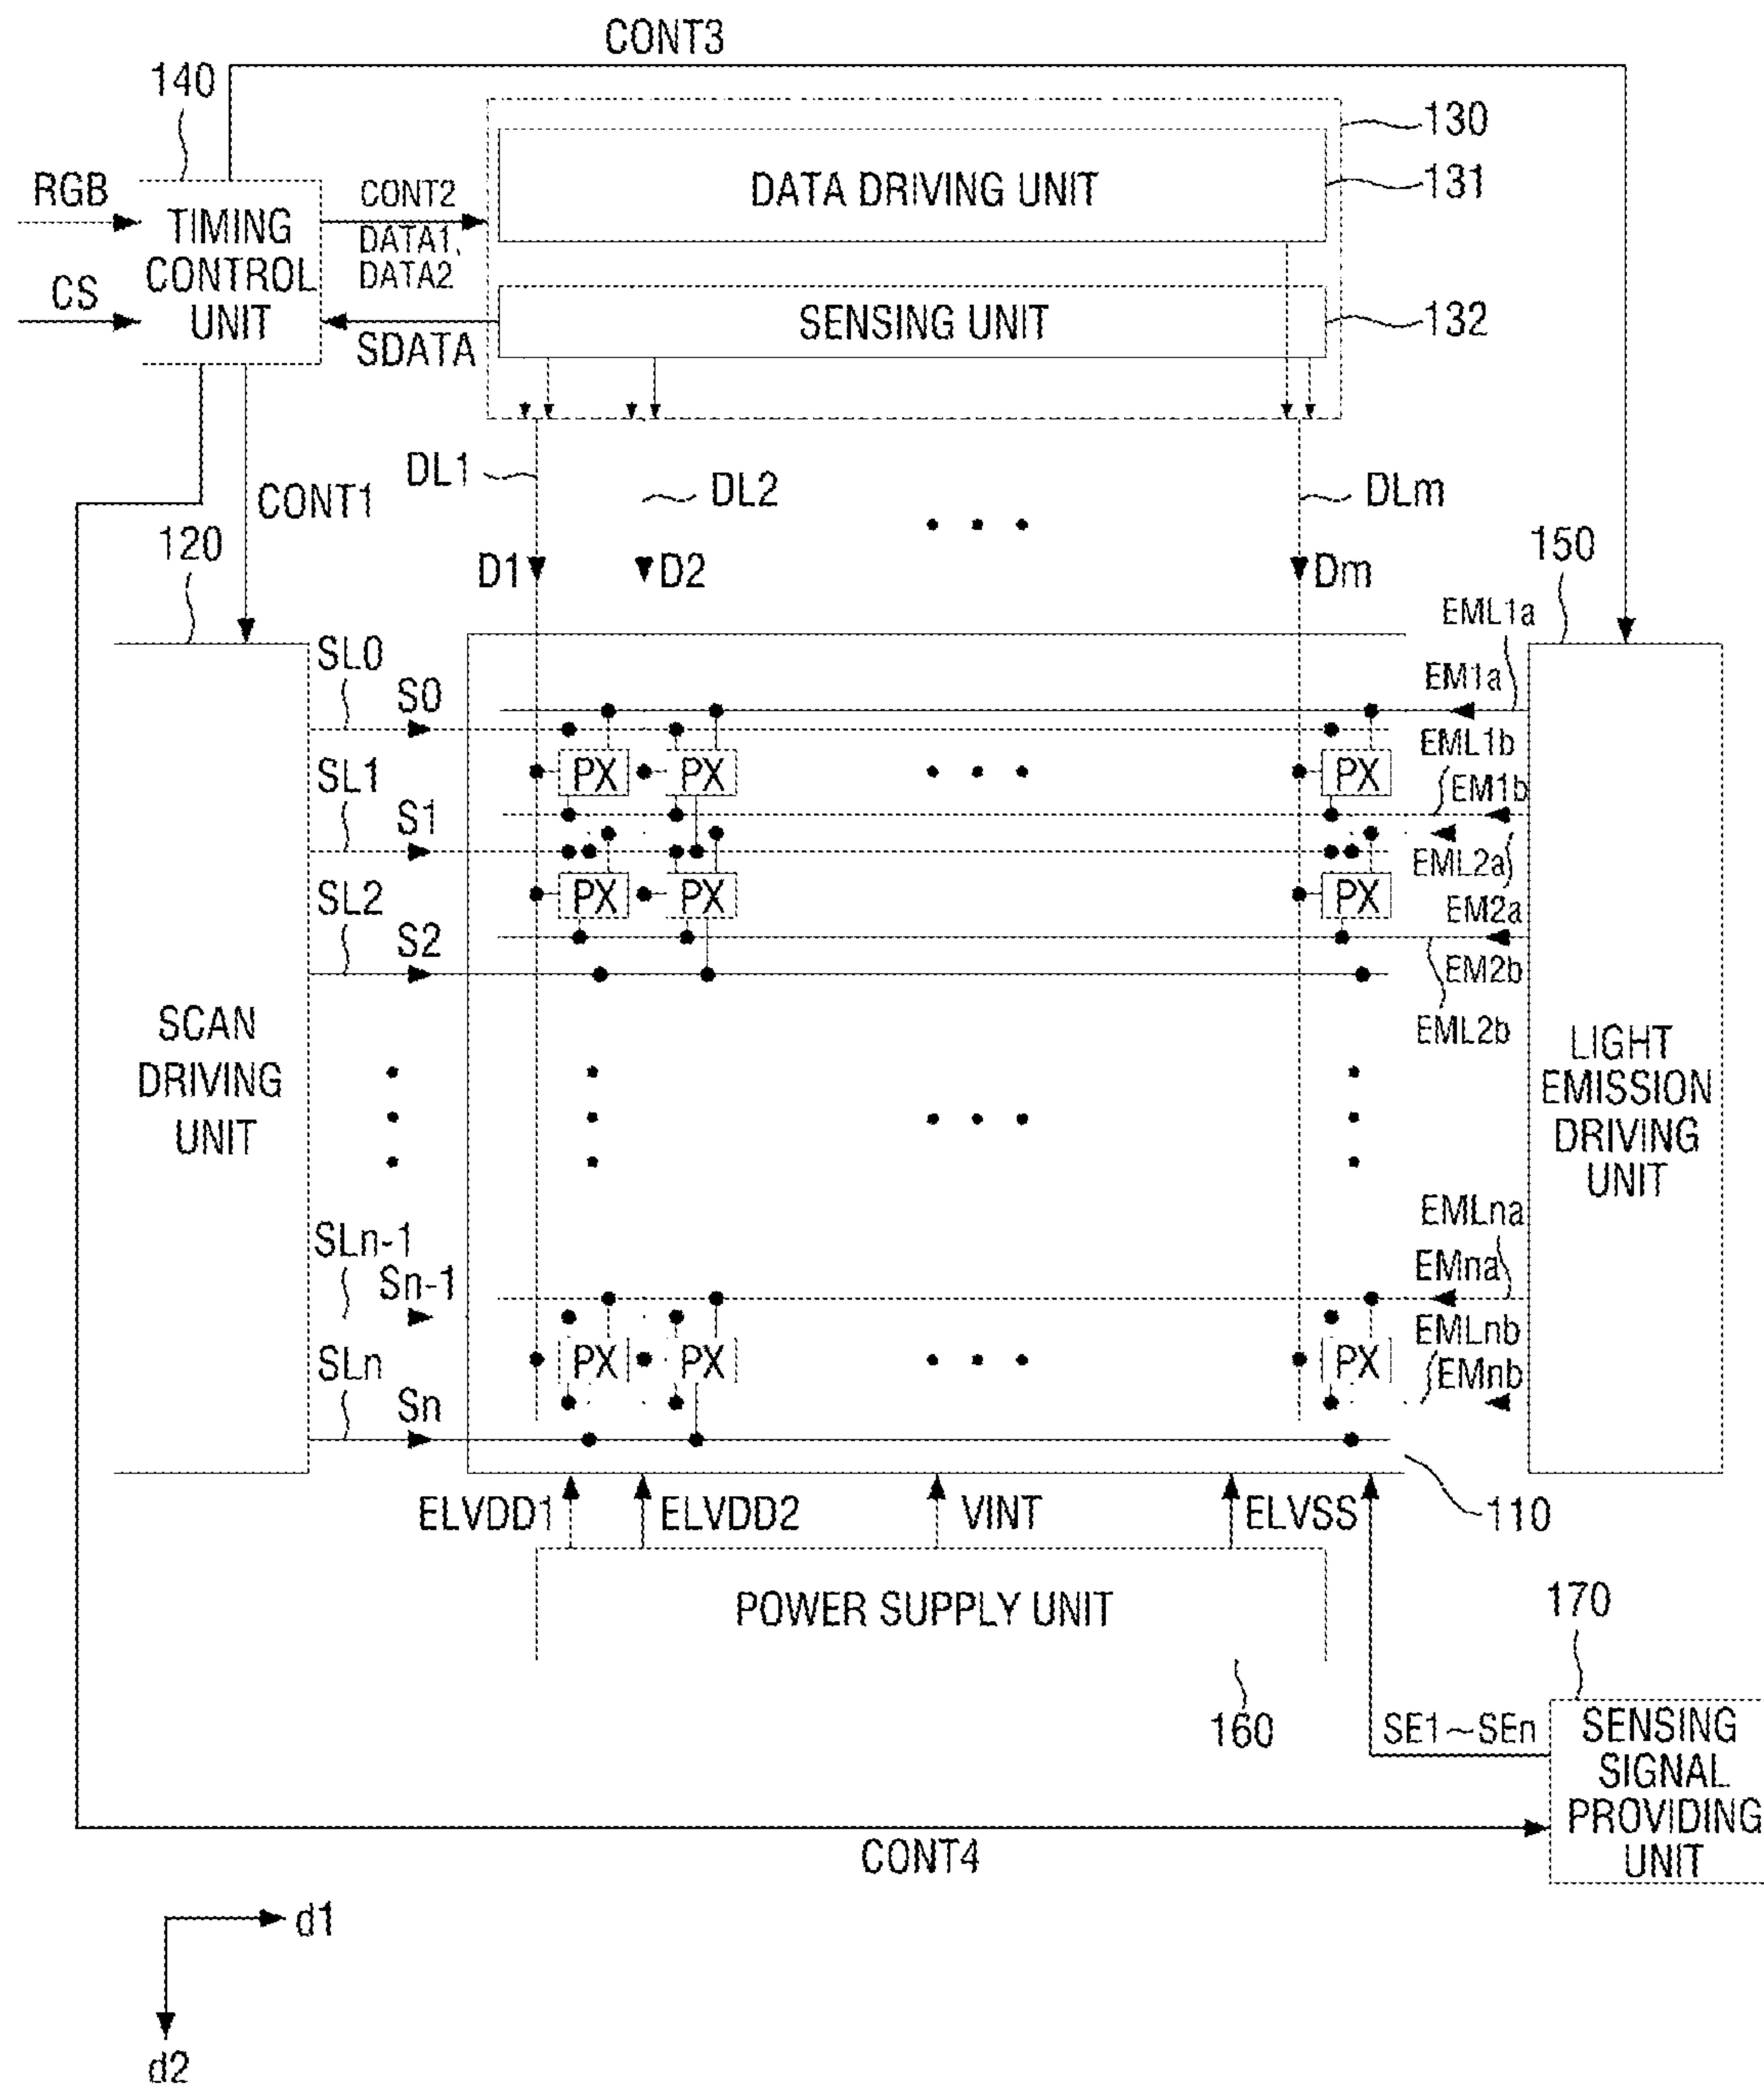 CONT3
140
130
RGB
TIMING
CONTROL
UNIT
CS
CONT2
DATA1,
DATA2
SDATA
DATA DRIVING UNIT
131
SENSING UNIT
132
CONT1
DL1
DL2
DLm
D1
D2
Dm
120
150
SCAN
DRIVING
UNIT
SL0
S0
SL1
S1
SL2
S2
SLn-1
Sn-1
SLn
Sn
PX PX PX
PX PX PX
PX PX PX
EML1a
EM1a
EML1b
EM1b
EML2a
EM2a
EM2b
EML2b
EMLna
EMna
EMLnb
EMnb
LIGHT
EMISSION
DRIVING
UNIT
ELVDD1
ELVDD2
VINT
ELVSS
110
POWER SUPPLY UNIT
160
170
SE1~SEn
SENSING
SIGNAL
PROVIDING
UNIT
CONT4
d1
d2